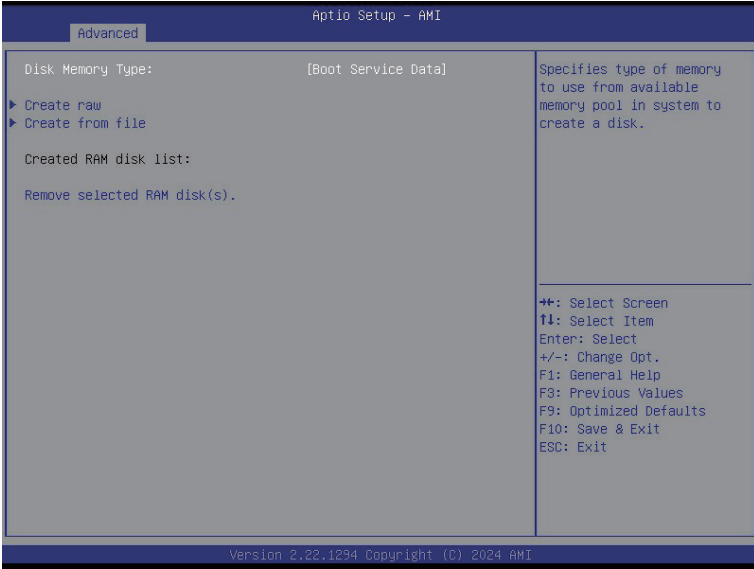 Aptio Setup – AMI
Advanced
Disk Memory Type: [Boot Service Data]
Create raw
Create from file
Created RAM disk list:
Remove selected RAM disk(s).
Specifies type of memory
to use from available
memory pool in system to
create a disk.
→←: Select Screen
↑↓: Select Item
Enter: Select
+/-: Change Opt.
F1: General Help
F3: Previous Values
F9: Optimized Defaults
F10: Save & Exit
ESC: Exit
Version 2.22.1294 Copyright (C) 2024 AMI